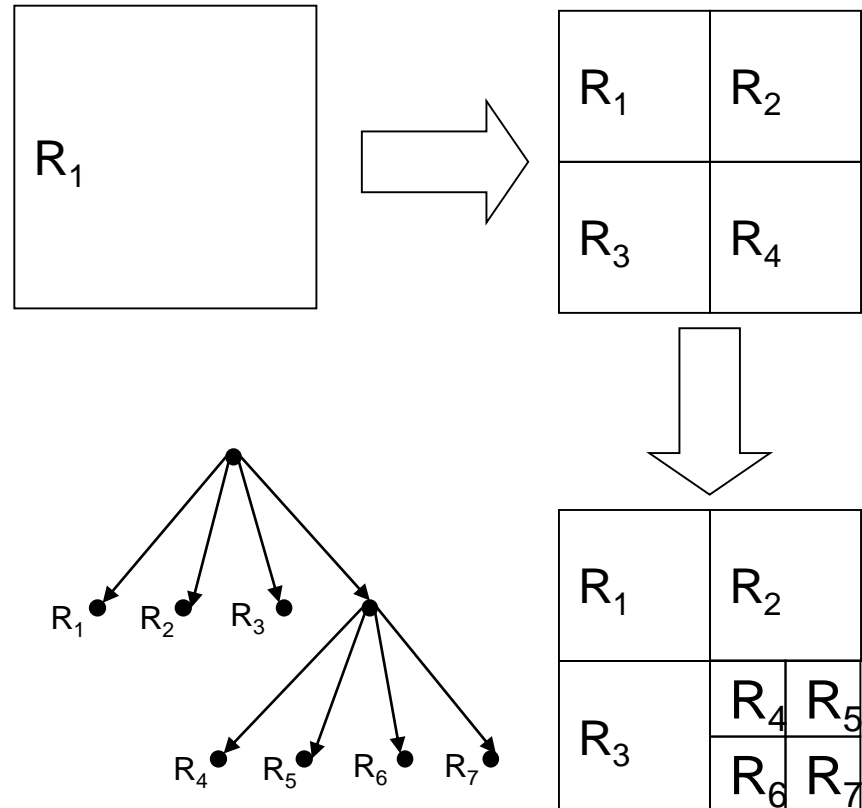 R₁
R₁ R₂
R₃ R₄
R₁ R₂
R₃
R₄ R₅
R₆ R₇
R₁ R₂ R₃
R₄ R₅ R₆ R₇